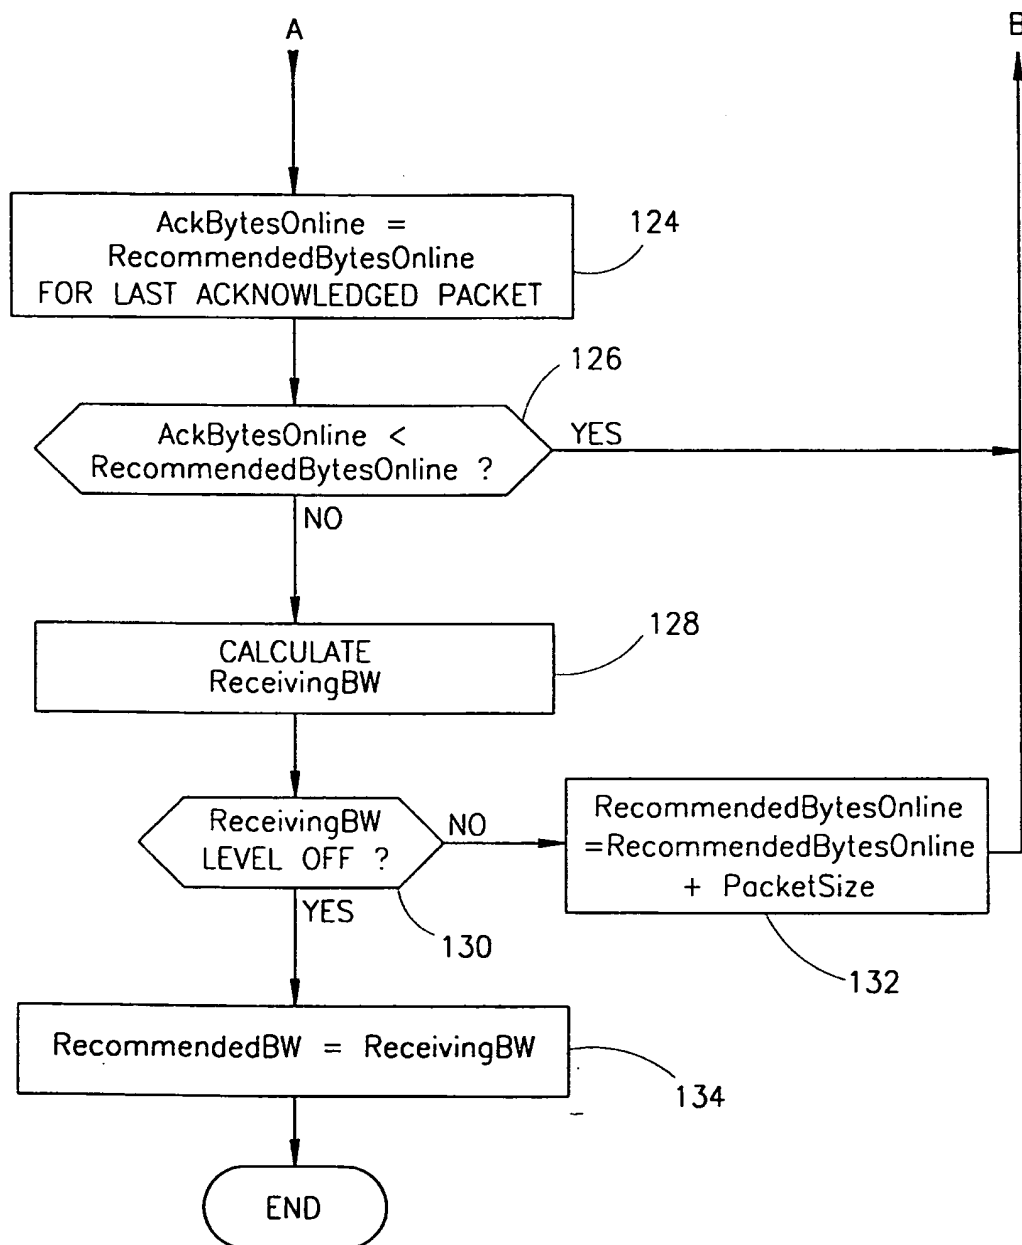 A
B
AckBytesOnline =
RecommendedBytesOnline
FOR LAST ACKNOWLEDGED PACKET
124
126
AckBytesOnline <
RecommendedBytesOnline ?
YES
NO
128
CALCULATE
ReceivingBW
ReceivingBW
LEVEL OFF ?
NO
YES
130
RecommendedBytesOnline
=RecommendedBytesOnline
+ PacketSize
132
RecommendedBW = ReceivingBW
134
END